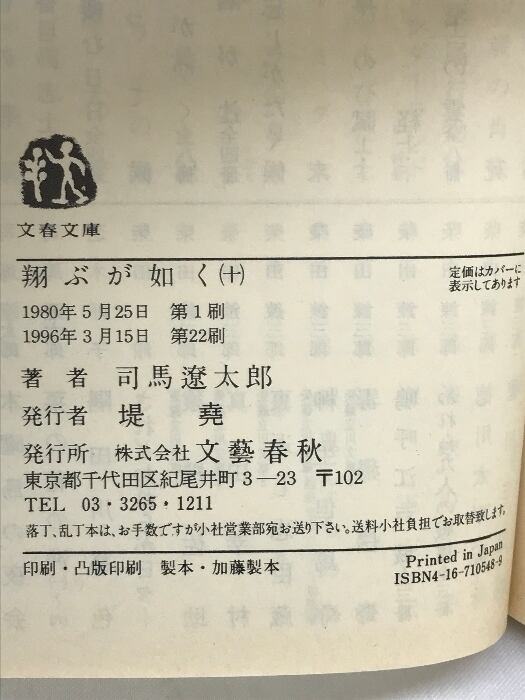 文春文庫
翔ぶが如く(十)
定価はカバーに
表示してあります
1980年5月25日 第1刷
1996年3月15日 第22刷
著者 司馬遼太郎
発行者 堤 堯
発行所 株式会社 文藝春秋
東京都千代田区紀尾井町3―23 〒102
TEL 03・3265・1211
落丁、乱丁本は、お手数ですが小社営業部宛お送り下さい。送料小社負担でお取替致します。
印刷・凸版印刷 製本・加藤製本
Printed in Japan
ISBN4-16-710548-9